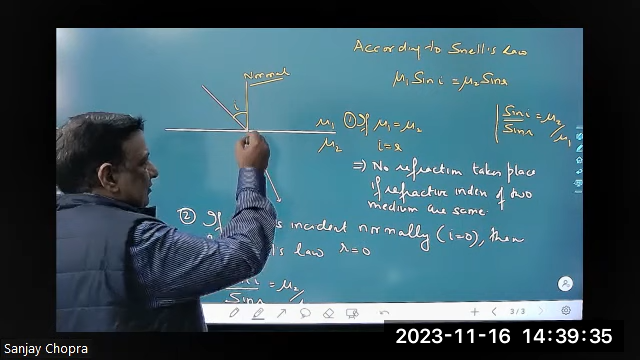 According to Snell's Law
μ₁ Sin i = μ₂ Sin r
Normal
i
μ₁
μ₂
① If μ₁ = μ₂
i = r
Sin i / Sin r = μ₂ / μ₁
⇒ No refraction takes place
if refractive index of two
medium are same.
② If s incident normally (i=0), then
's law r=0
Sin r = μ₂/
3/3
2023-11-16 14:39:35
Sanjay Chopra